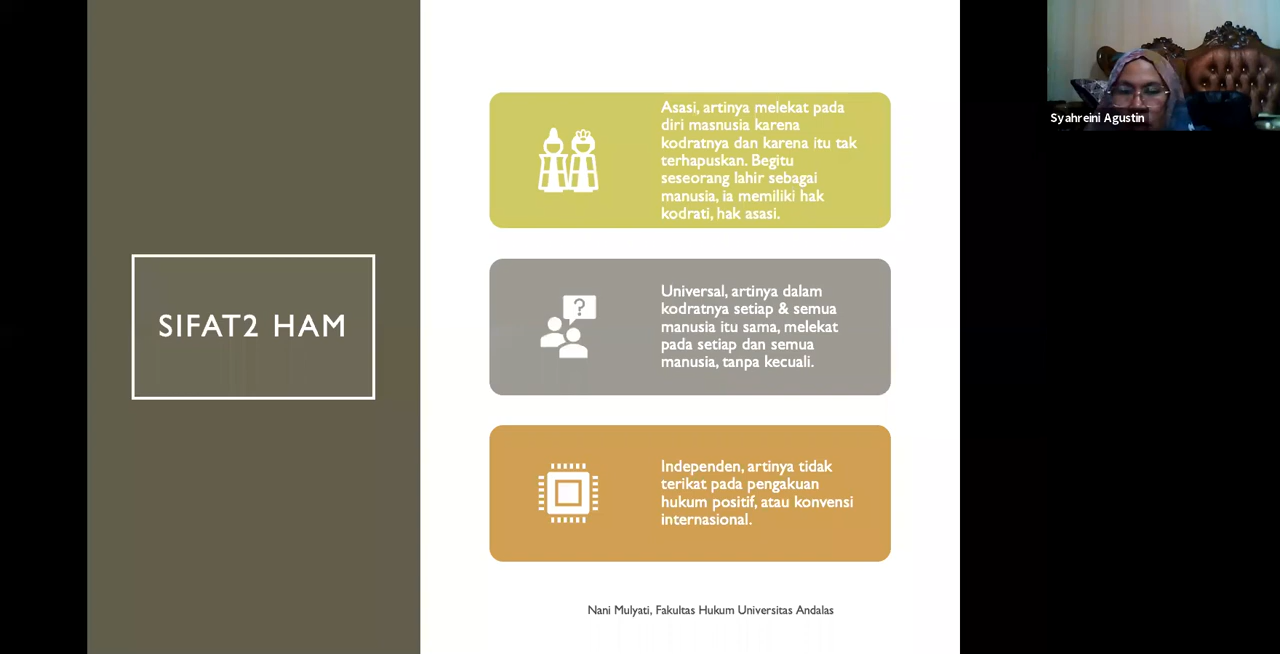 SIFAT2 HAM
Asasi, artinya melekat pada
diri masnusia karena
kodratnya dan karena itu tak
terhapuskan. Begitu
seseorang lahir sebagai
manusia, ia memiliki hak
kodrati, hak asasi.
?
Universal, artinya dalam
kodratnya setiap & semua
manusia itu sama, melekat
pada setiap dan semua
manusia, tanpa kecuali.
Independen, artinya tidak
terikat pada pengakuan
hukum positif, atau konvensi
internasional.
Nani Mulyati, Fakultas Hukum Universitas Andalas
Syahreini Agustin